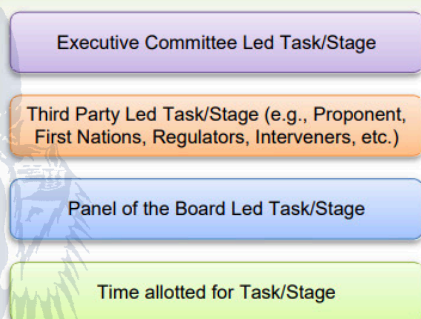 Executive Committee Led Task/Stage
Third Party Led Task/Stage (e.g., Proponent,
First Nations, Regulators, Interveners, etc.)
Panel of the Board Led Task/Stage
Time allotted for Task/Stage